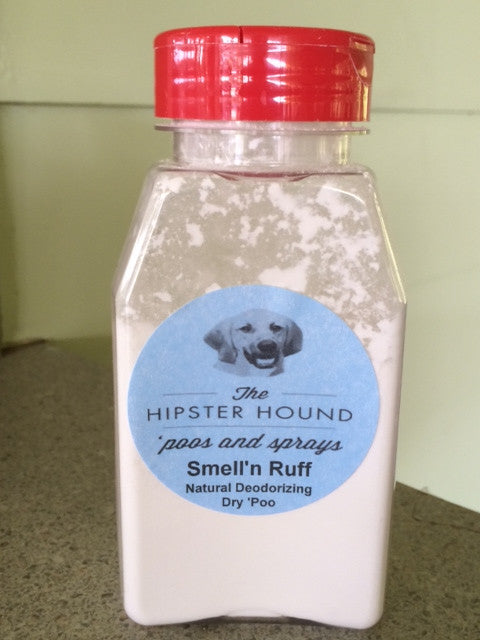 The
HIPSTER HOUND
'poos and sprays
Smell'n Ruff
Natural Deodorizing
Dry 'Poo